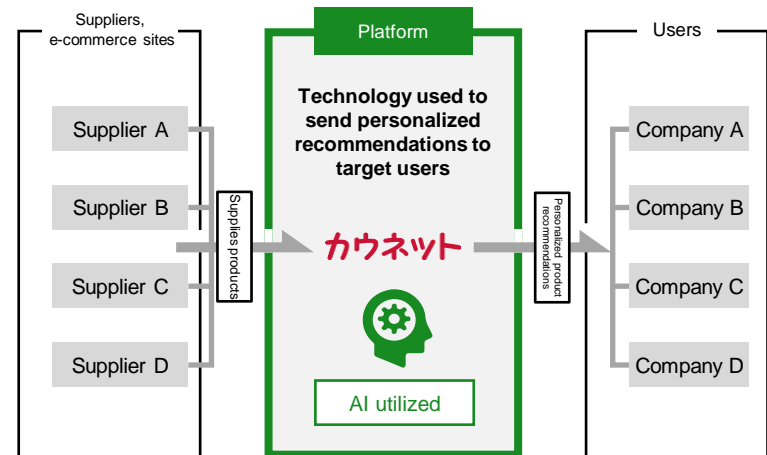 Suppliers,
e-commerce sites
Supplier A
Supplier B
Supplier C
Supplier D
Supplies products
Platform
Technology used to
send personalized
recommendations to
target users
カウネット
AI utilized
Personalized product
recommendations
Users
Company A
Company B
Company C
Company D